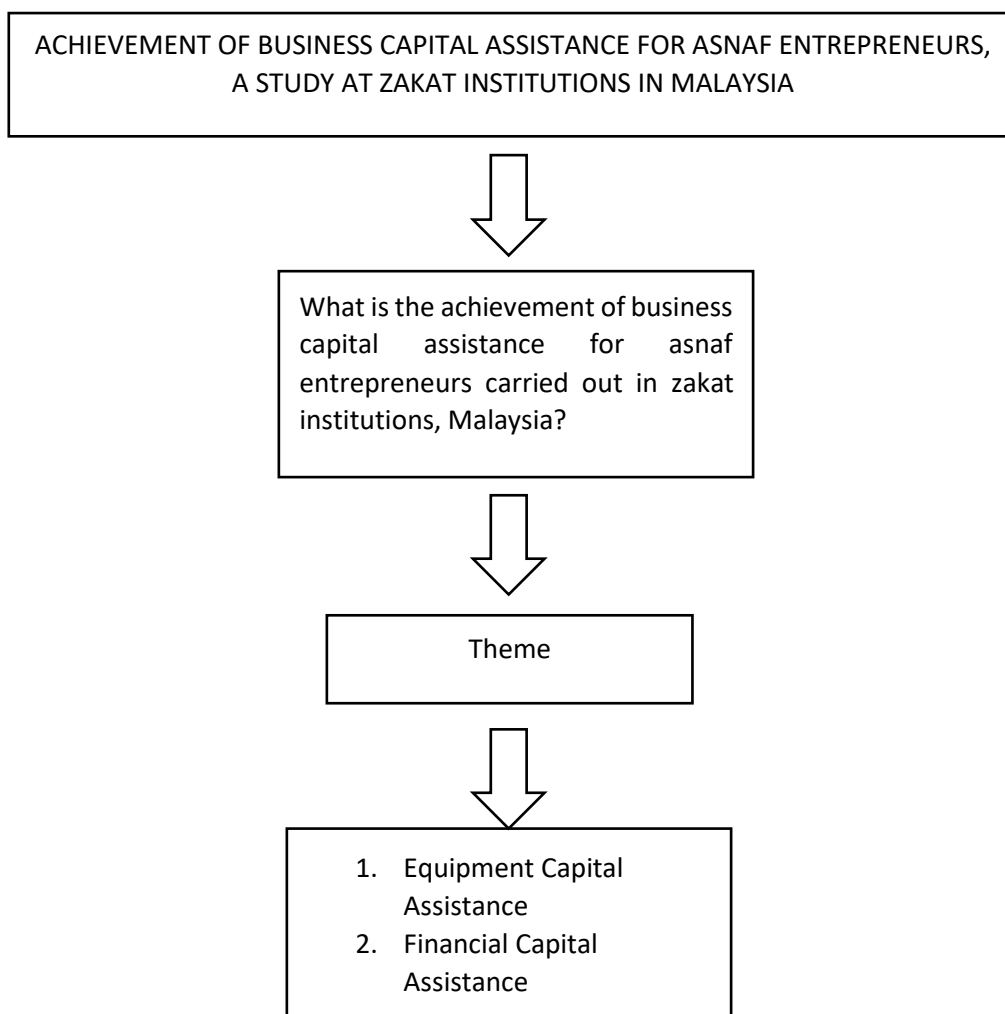 ACHIEVEMENT OF BUSINESS CAPITAL ASSISTANCE FOR ASNAF ENTREPRENEURS,
A STUDY AT ZAKAT INSTITUTIONS IN MALAYSIA
What is the achievement of business
capital assistance for asnaf
entrepreneurs carried out in zakat
institutions, Malaysia?
Theme
1. Equipment Capital
Assistance
2. Financial Capital
Assistance